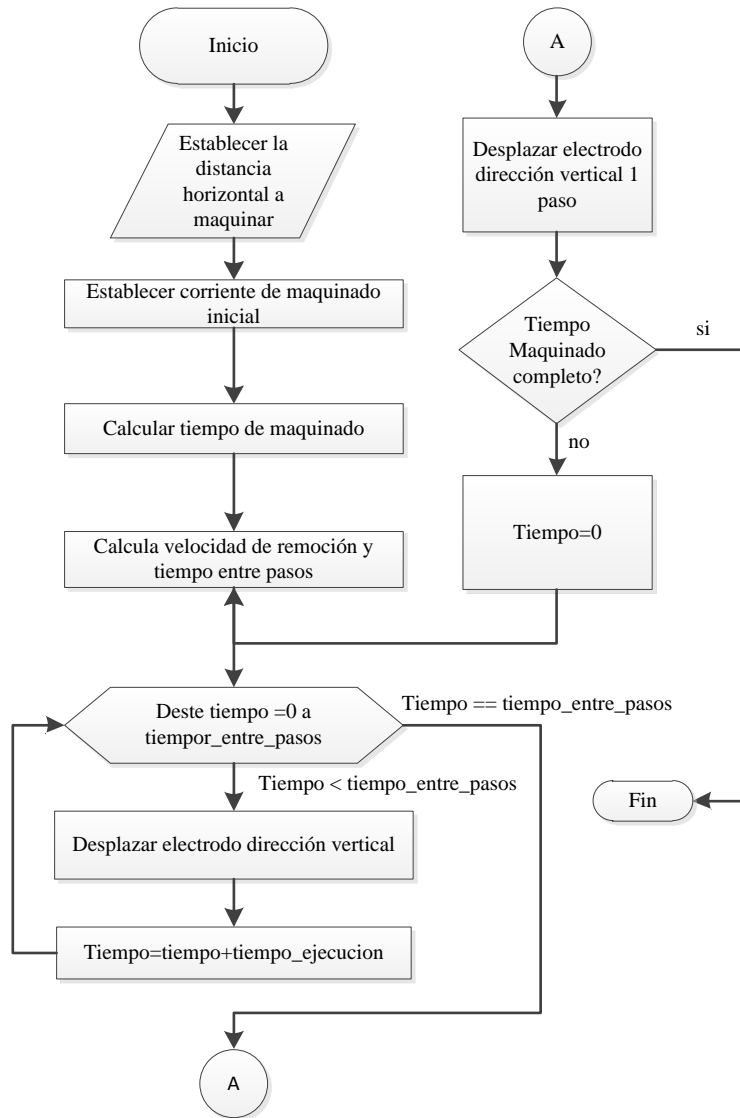 Inicio
Establecer la
distancia
horizontal a
maquinar
Establecer corriente de maquinado
inicial
Calcular tiempo de maquinado
Calcula velocidad de remoción y
tiempo entre pasos
Deste tiempo =0 a
tiempor_entre_pasos
Tiempo == tiempo_entre_pasos
Tiempo < tiempo_entre_pasos
Desplazar electrodo dirección vertical
Tiempo=tiempo+tiempo_ejecucion
A
A
Desplazar electrodo
dirección vertical 1
paso
Tiempo
Maquinado
completo?
si
no
Tiempo=0
Fin